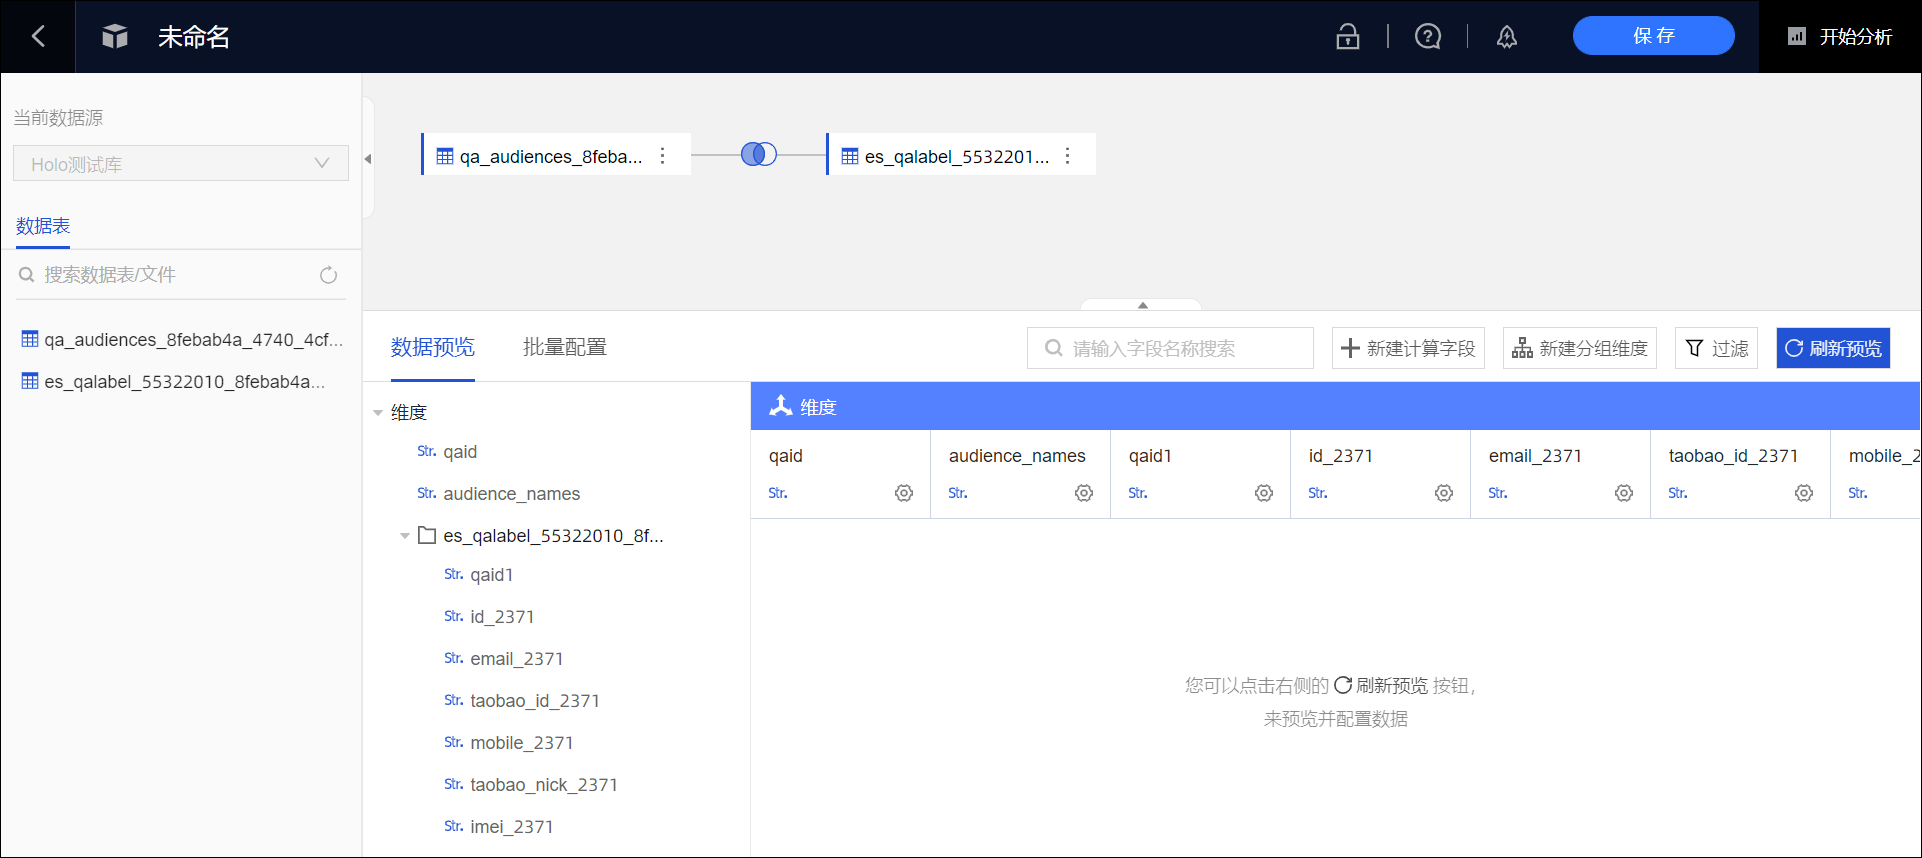 未命名
保 存
开始分析
当前数据源
Holo测试库
数据表
搜索数据表/文件
qa_audiences_8febab4a_4740_4cf...
es_qalabel_55322010_8febab4a...
qa_audiences_8feba...
es_qalabel_5532201...
数据预览
批量配置
请输入字段名称搜索
新建计算字段
新建分组维度
过滤
刷新预览
维度
Str. qaid
Str. audience_names
es_qalabel_55322010_8f...
Str. qaid1
Str. id_2371
Str. email_2371
Str. taobao_id_2371
Str. mobile_2371
Str. taobao_nick_2371
Str. imei_2371
维度
qaid
Str.
audience_names
Str.
qaid1
Str.
id_2371
Str.
email_2371
Str.
taobao_id_2371
Str.
mobile_2
Str.
您可以点击右侧的 刷新预览 按钮，
来预览并配置数据